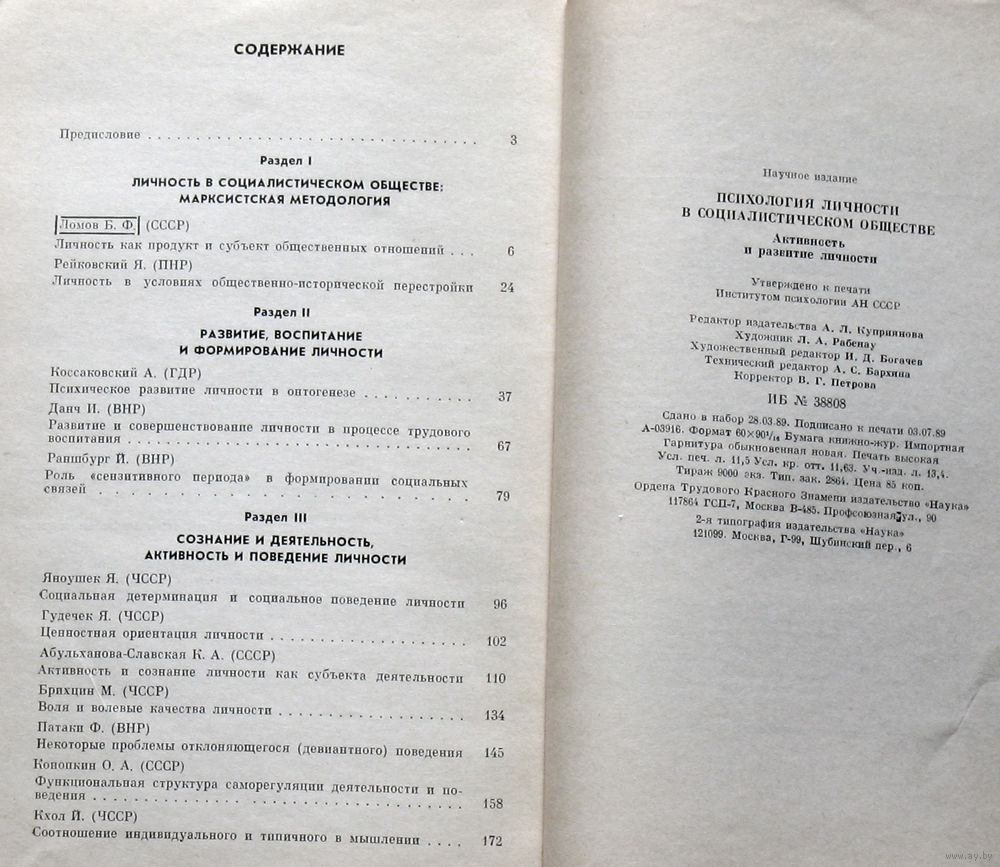 СОДЕРЖАНИЕ
Предисловие . . . . . . . . . . . . . . . . . . . . . . . . . . . . . . 3
Раздел I
ЛИЧНОСТЬ В СОЦИАЛИСТИЧЕСКОМ ОБЩЕСТВЕ:
МАРКСИСТСКАЯ МЕТОДОЛОГИЯ
Ломов Б. Ф. (СССР)
Личность как продукт и субъект общественных отношений . . . 6
Рейковский Я. (ПНР)
Личность в условиях общественно-исторической перестройки 24
Раздел II
РАЗВИТИЕ, ВОСПИТАНИЕ
И ФОРМИРОВАНИЕ ЛИЧНОСТИ
Коссаковский А. (ГДР)
Психическое развитие личности в онтогенезе . . . . . . . . . . 37
Данч И. (ВНР)
Развитие и совершенствование личности в процессе трудового
воспитания . . . . . . . . . . . . . . . . . . . . . . . . . . . . . . 67
Раншбург Й. (ВНР)
Роль «сензитивного периода» в формировании социальных
связей . . . . . . . . . . . . . . . . . . . . . . . . . 79
Раздел III
СОЗНАНИЕ И ДЕЯТЕЛЬНОСТЬ,
АКТИВНОСТЬ И ПОВЕДЕНИЕ ЛИЧНОСТИ
Яноушек Я. (ЧССР)
Социальная детерминация и социальное поведение личности 96
Гудечек Я. (ЧССР)
Ценностная ориентация личности . . . . . . . . . . . . . . . . . 102
Абульханова-Славская К. А. (СССР)
Активность и сознание личности как субъекта деятельности 110
Брихцин М. (ЧССР)
Воля и волевые качества личности . . . . . . . . . . . . . . . . 134
Патаки Ф. (ВНР)
Некоторые проблемы отклоняющегося (девиантного) поведения 145
Конопкин О. А. (СССР)
Функциональная структура саморегуляции деятельности и по-
ведения . . . . . . . . . . . . . . . . . . . . . . . . . . . . . . 158
Кхол Й. (ЧССР)
Соотношение индивидуального и типичного в мышлении . . . . 172
Научное издание
ПСИХОЛОГИЯ ЛИЧНОСТИ
В СОЦИАЛИСТИЧЕСКОМ ОБЩЕСТВЕ
Активность
и развитие личности
Утверждено к печати
Институтом психологии АН СССР
Редактор издательства А. Л. Куприянова
Художник Л. А. Рабенау
Художественный редактор И. Д. Богачев
Технический редактор А. С. Бархина
Корректор В. Г. Петрова
ИБ № 38808
Сдано в набор 28.03.89. Подписано к печати 03.07.89
А-03916. Формат 60×90¹/₁₆ Бумага книжно-жур. Импортная
Гарнитура обыкновенная новая. Печать высокая
Усл. печ. л. 11,5 Усл. кр. отт. 11,63. Уч.-изд. л. 13,4.
Тираж 9000 экз. Тип. зак. 2864. Цена 85 коп.
Ордена Трудового Красного Знамени издательство «Наука»
117864 ГСП-7, Москва В-485. Профсоюзная ул., 90
2-я типография издательства «Наука»
121099. Москва, Г-99, Шубинский пер., 6
www.ay.by